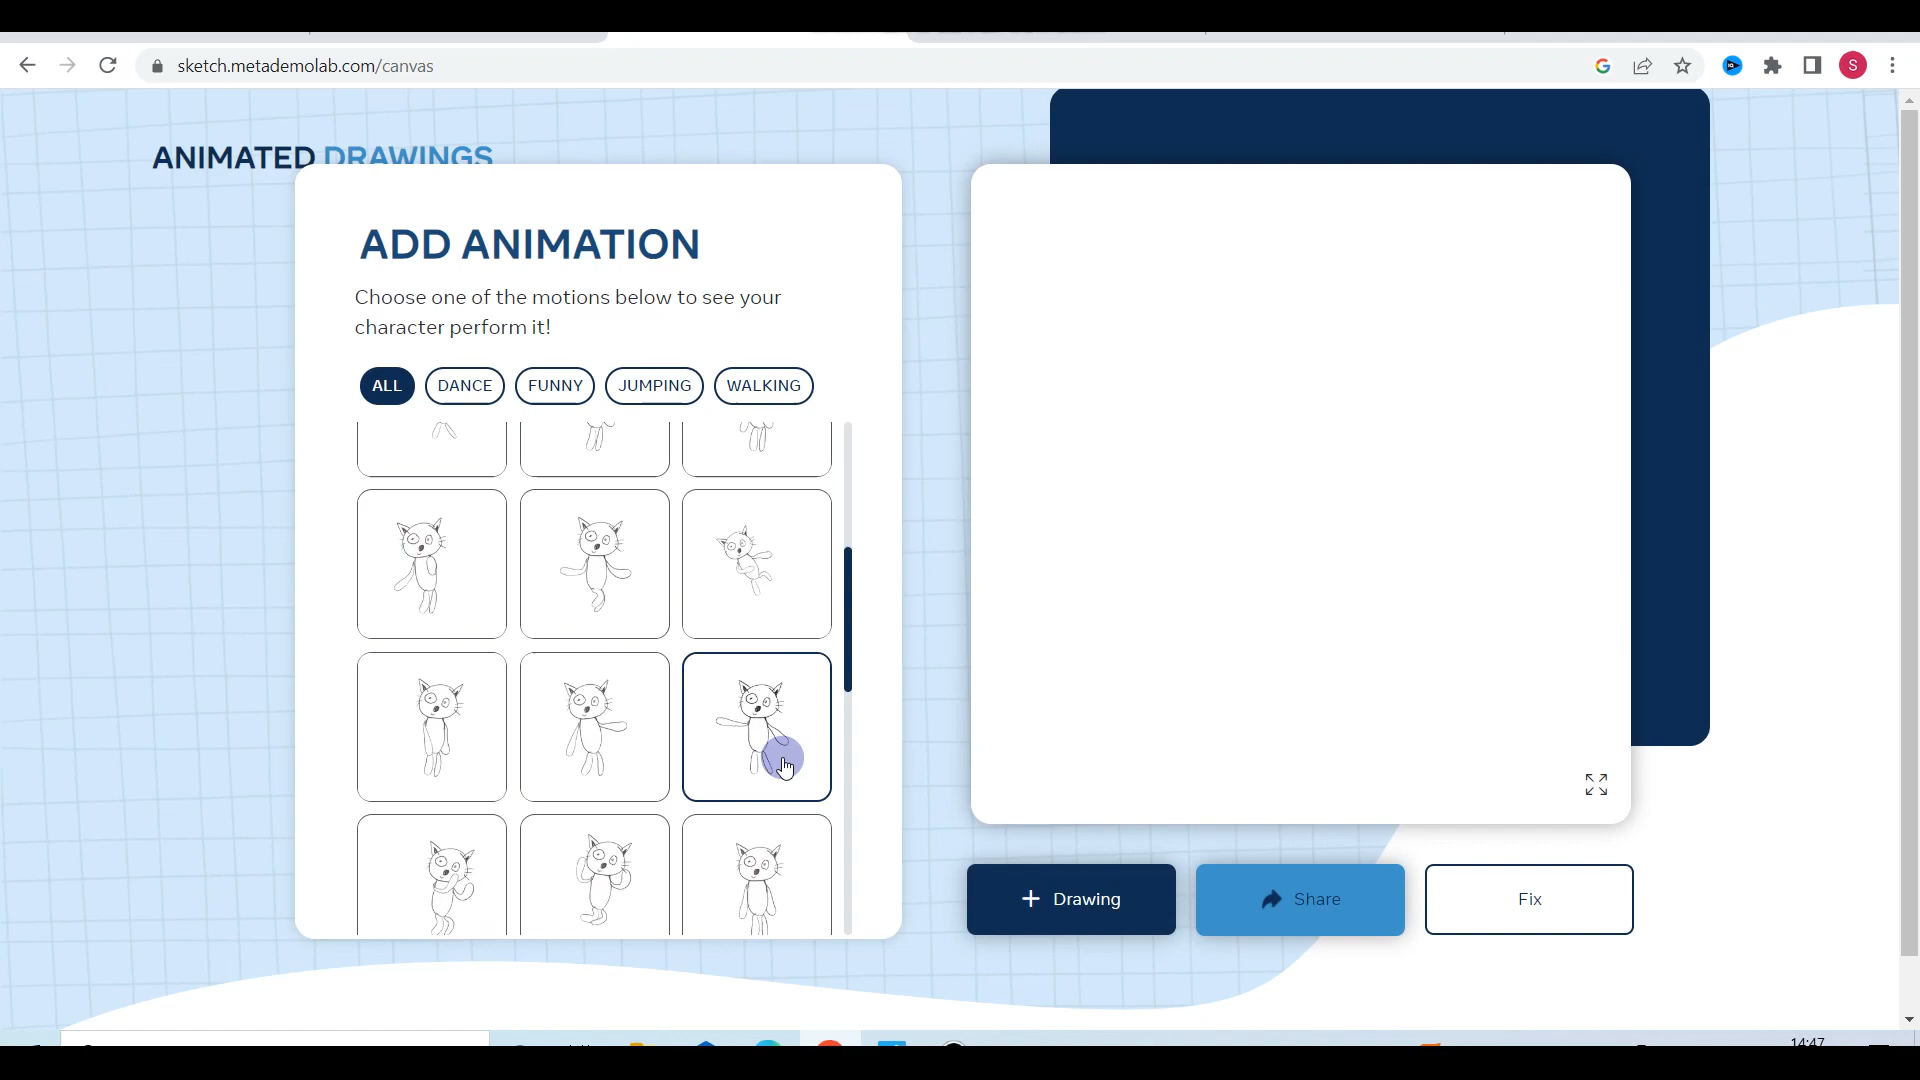 sketch.metademolab.com/canvas
S
ANIMATED DRAWINGS
ADD ANIMATION
Choose one of the motions below to see your
character perform it!
ALL DANCE FUNNY JUMPING WALKING
+ Drawing Share Fix
14:47